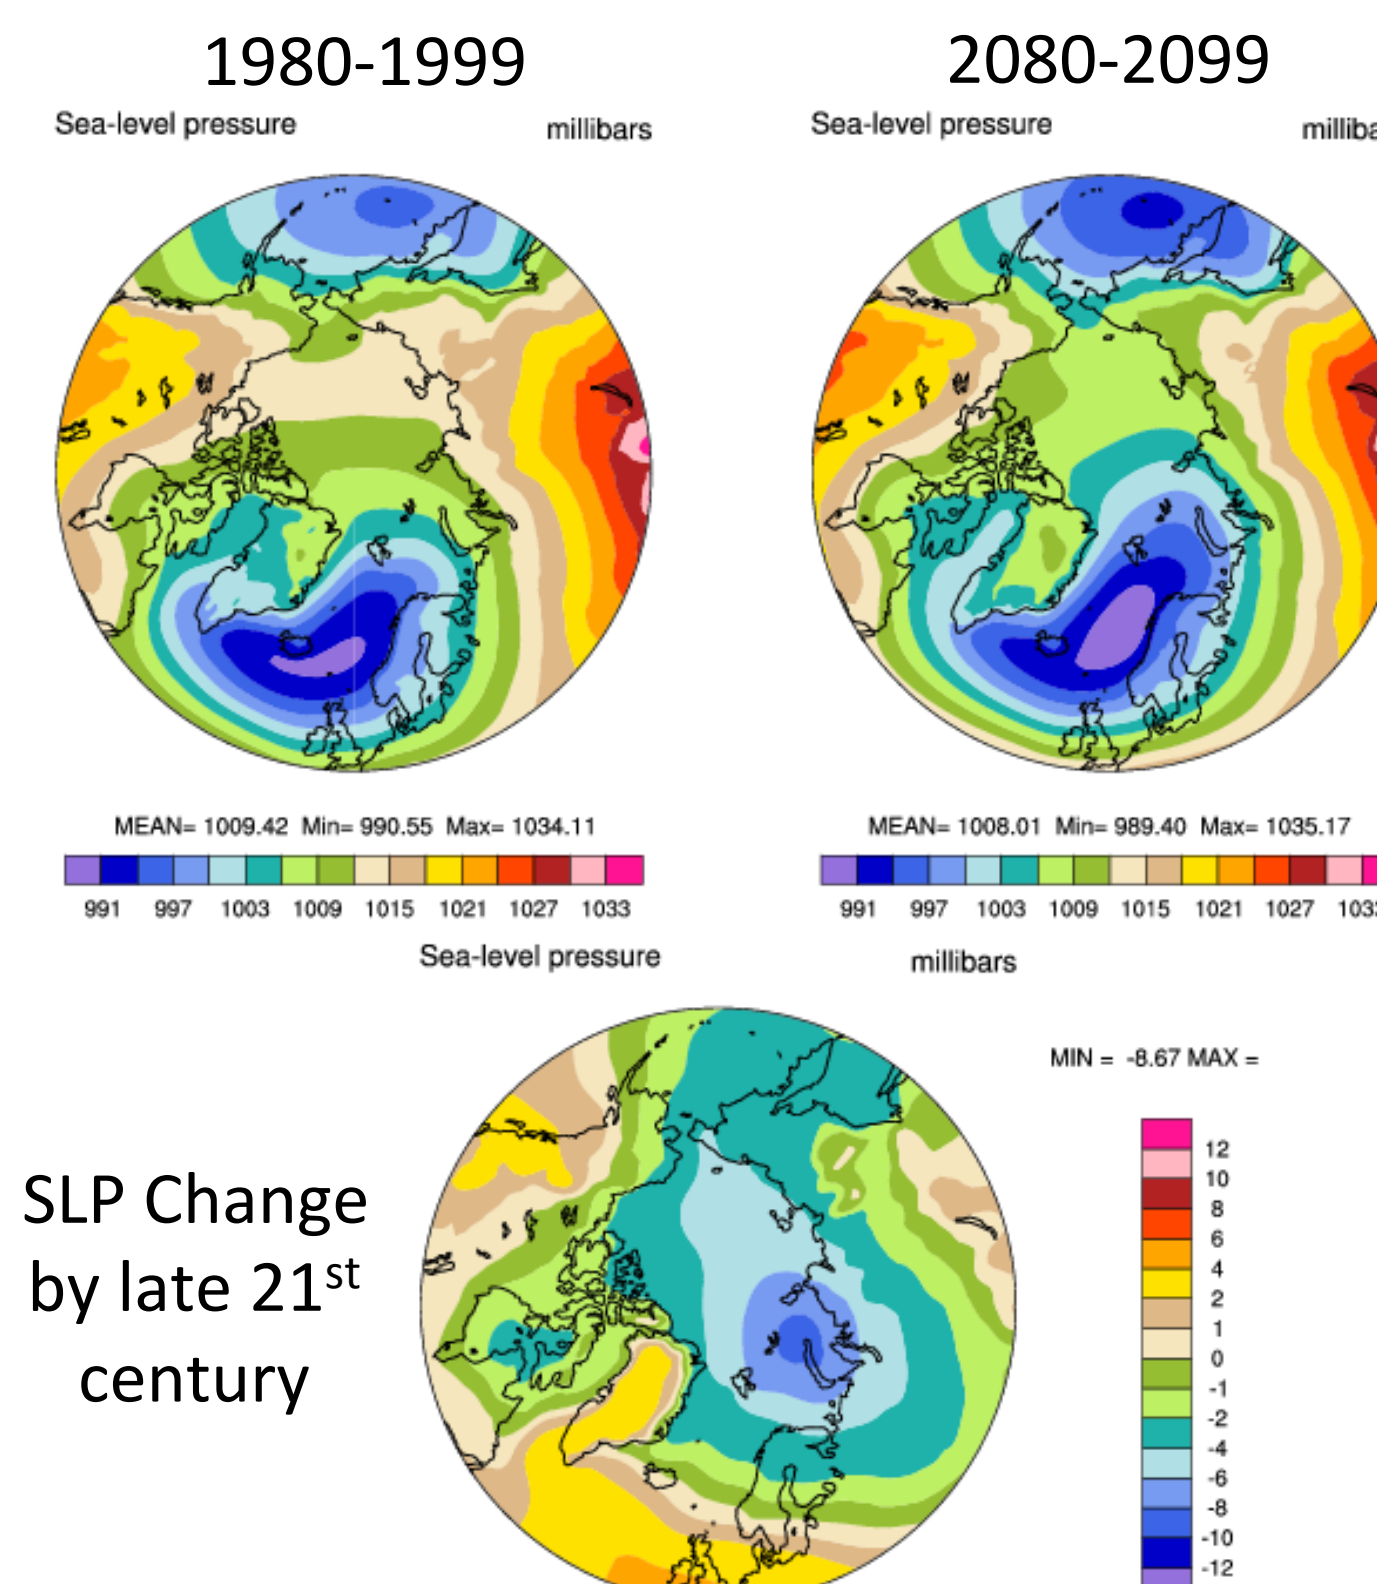 1980-1999
2080-2099
Sea-level pressure millibars
Sea-level pressure milliba
MEAN= 1009.42 Min= 990.55 Max= 1034.11
MEAN= 1008.01 Min= 989.40 Max= 1035.17
991 997 1003 1009 1015 1021 1027 1033
991 997 1003 1009 1015 1021 1027 103
Sea-level pressure millibars
MIN = -8.67 MAX =
SLP Change
by late 21st
century
12
10
8
6
4
2
1
0
-1
-2
-4
-6
-8
-10
-12